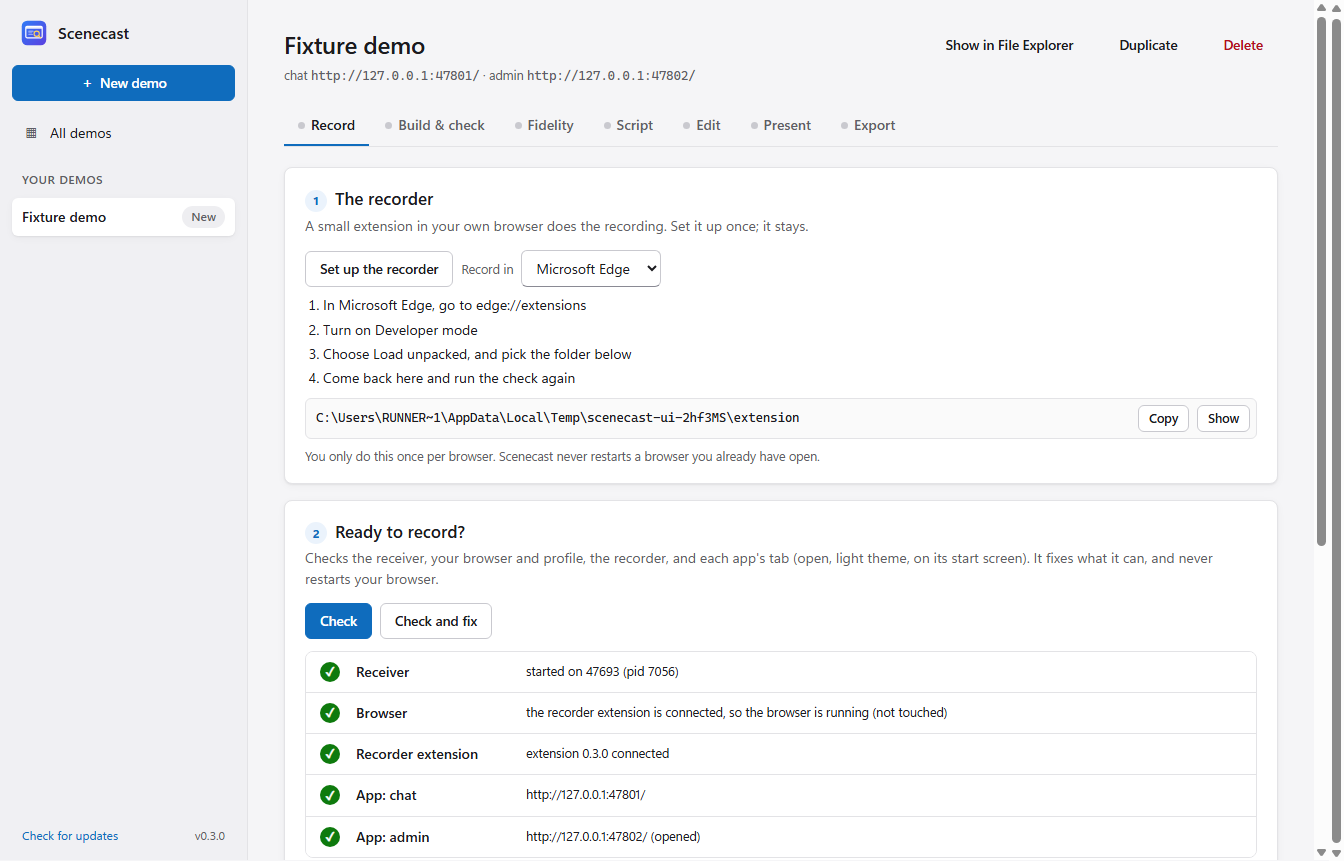 Scenecast
+ New demo
All demos
YOUR DEMOS
Fixture demo New
Check for updates v0.3.0
Fixture demo
Show in File Explorer Duplicate Delete
chat http://127.0.0.1:47801/ · admin http://127.0.0.1:47802/
Record Build & check Fidelity Script Edit Present Export
1 The recorder
A small extension in your own browser does the recording. Set it up once; it stays.
Set up the recorder Record in Microsoft Edge
1. In Microsoft Edge, go to edge://extensions
2. Turn on Developer mode
3. Choose Load unpacked, and pick the folder below
4. Come back here and run the check again
C:\Users\RUNNER~1\AppData\Local\Temp\scenecast-ui-2hf3MS\extension Copy Show
You only do this once per browser. Scenecast never restarts a browser you already have open.
2 Ready to record?
Checks the receiver, your browser and profile, the recorder, and each app's tab (open, light theme, on its start screen). It fixes what it can, and never
restarts your browser.
Check Check and fix
Receiver started on 47693 (pid 7056)
Browser the recorder extension is connected, so the browser is running (not touched)
Recorder extension extension 0.3.0 connected
App: chat http://127.0.0.1:47801/
App: admin http://127.0.0.1:47802/ (opened)